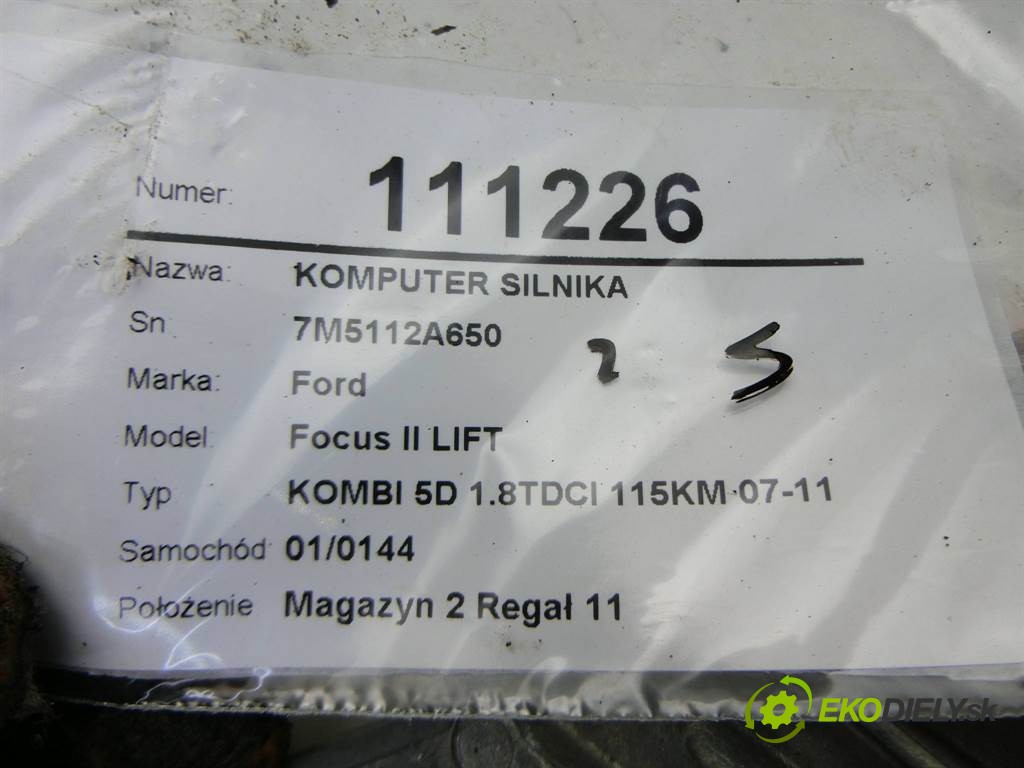 Numer: 111226
Nazwa: KOMPUTER SILNIKA
Sn 7M5112A650
2 S
Marka: Ford
Model: Focus II LIFT
Typ KOMBI 5D 1.8TDCI 115KM 07-11
Samochód 01/0144
Położenie Magazyn 2 Regał 11
EKODIELY.sk